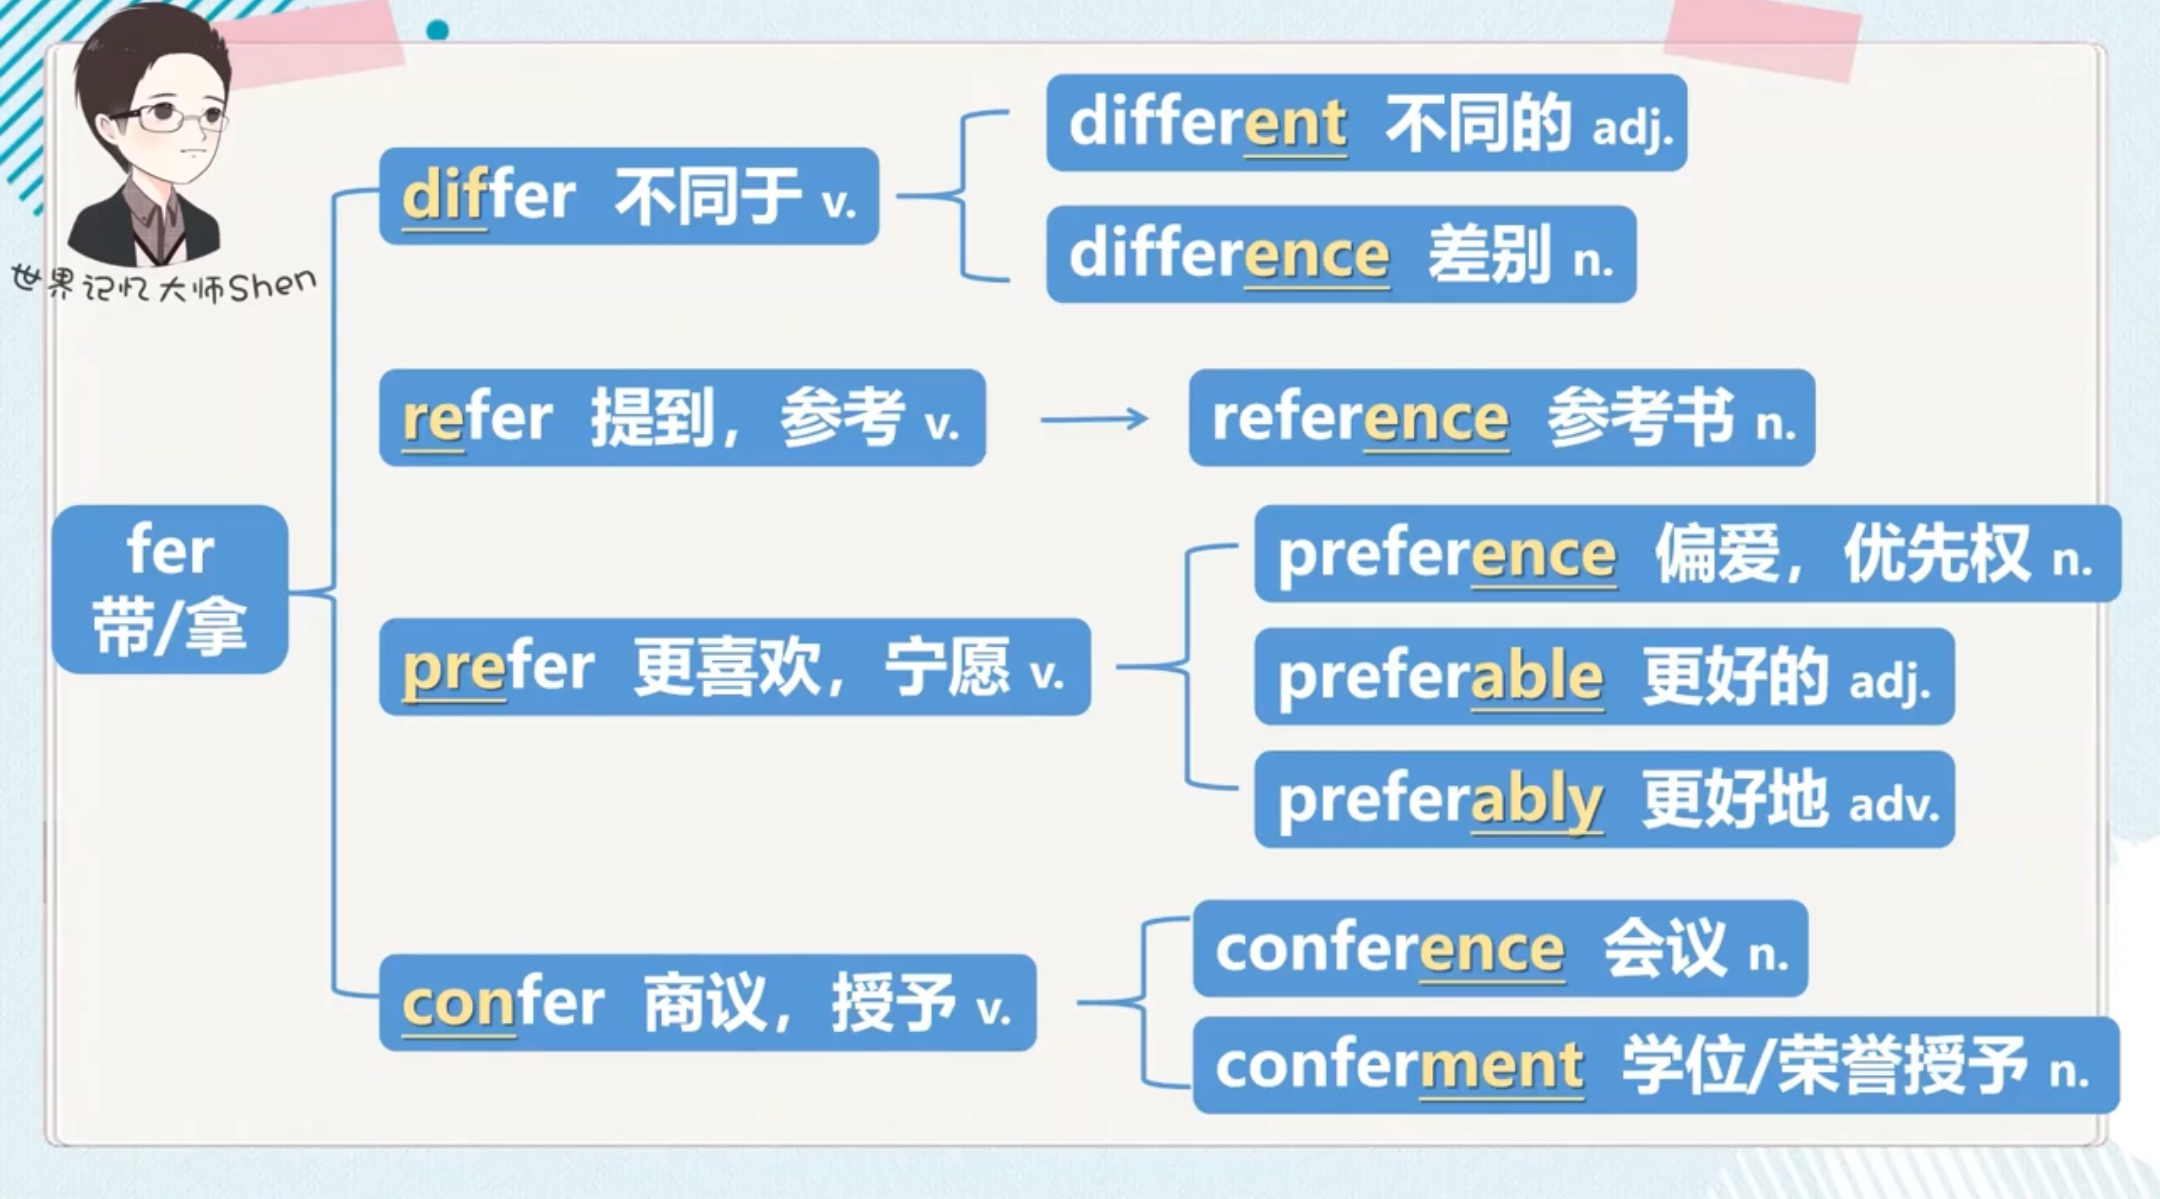 世界记忆大师Shen
fer
带/拿
differ 不同于 v.
different 不同的 adj.
difference 差别 n.
refer 提到，参考 v.
reference 参考书 n.
prefer 更喜欢，宁愿 v.
preference 偏爱，优先权 n.
preferable 更好的 adj.
preferably 更好地 adv.
confer 商议，授予 v.
conference 会议 n.
conferment 学位/荣誉授予 n.